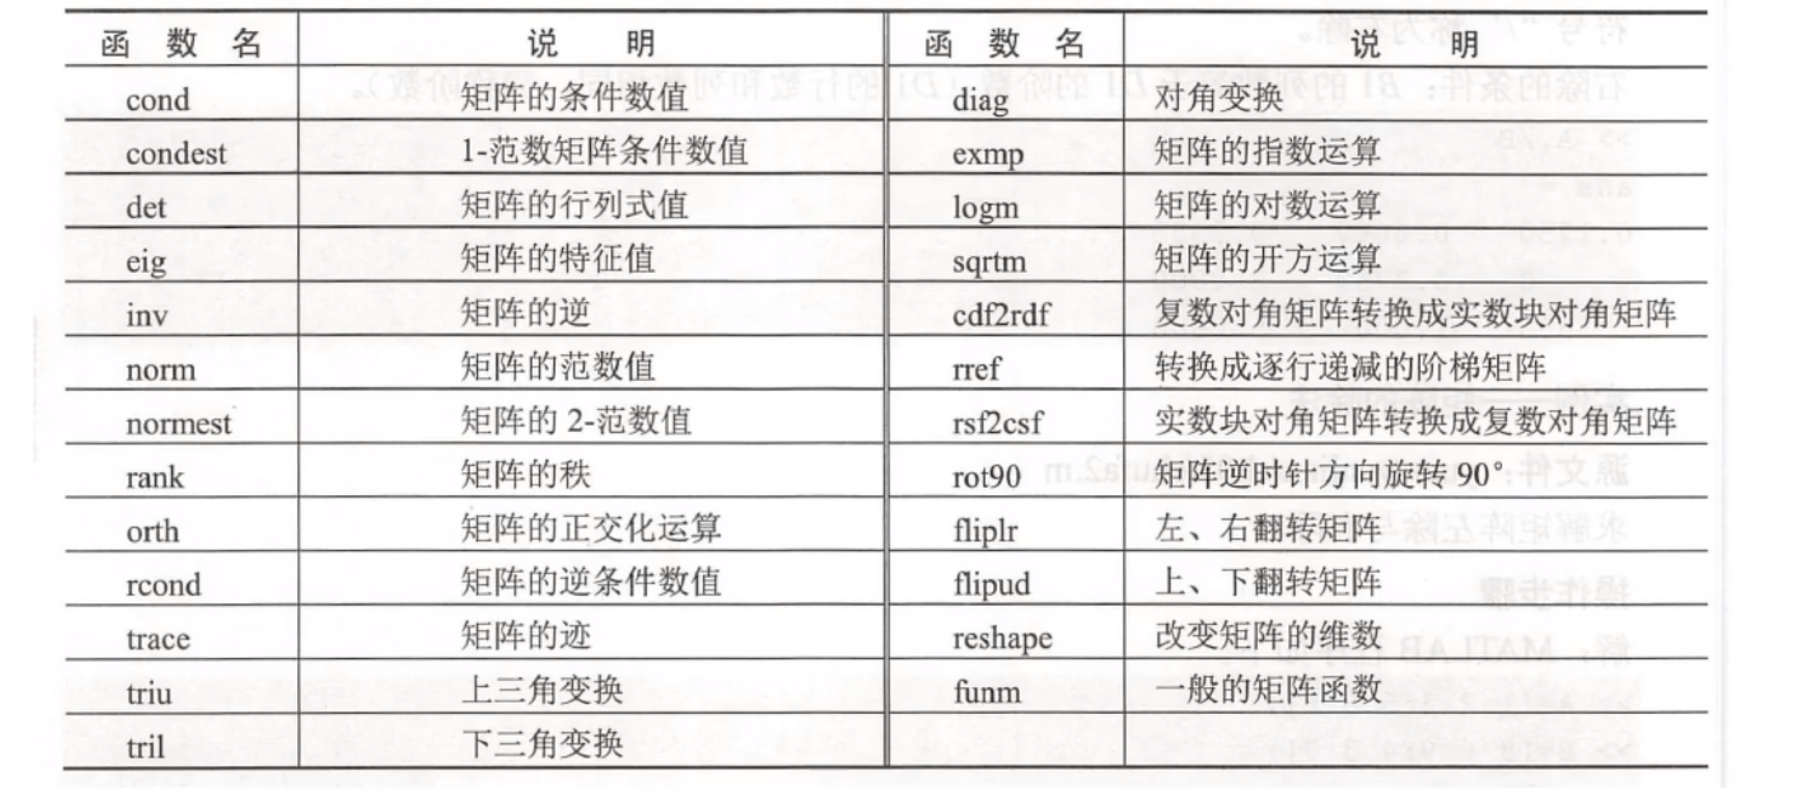 函 数 名 说 明 函 数 名 说 明
cond 矩阵的条件数值 diag 对角变换
condest 1-范数矩阵条件数值 exmp 矩阵的指数运算
det 矩阵的行列式值 logm 矩阵的对数运算
eig 矩阵的特征值 sqrtm 矩阵的开方运算
inv 矩阵的逆 cdf2rdf 复数对角矩阵转换成实数块对角矩阵
norm 矩阵的范数值 rref 转换成逐行递减的阶梯矩阵
normest 矩阵的 2-范数值 rsf2csf 实数块对角矩阵转换成复数对角矩阵
rank 矩阵的秩 rot90 矩阵逆时针方向旋转 90°
orth 矩阵的正交化运算 fliplr 左、右翻转矩阵
rcond 矩阵的逆条件数值 flipud 上、下翻转矩阵
trace 矩阵的迹 reshape 改变矩阵的维数
triu 上三角变换 funm 一般的矩阵函数
tril 下三角变换